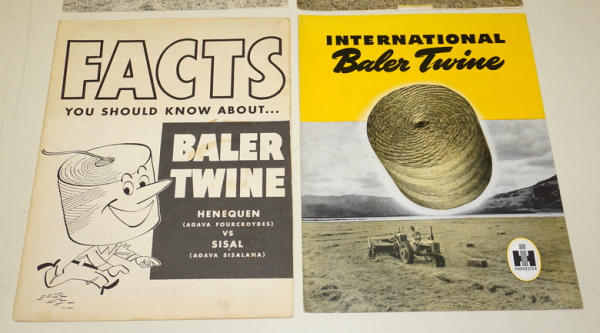 FACTS
YOU SHOULD KNOW ABOUT...
BALER
TWINE
HENEQUEN
(AGAVA FOURCROYDES)
VS
SISAL
(AGAVA SISALANA)
INTERNATIONAL
Baler Twine
IH
HARVESTER